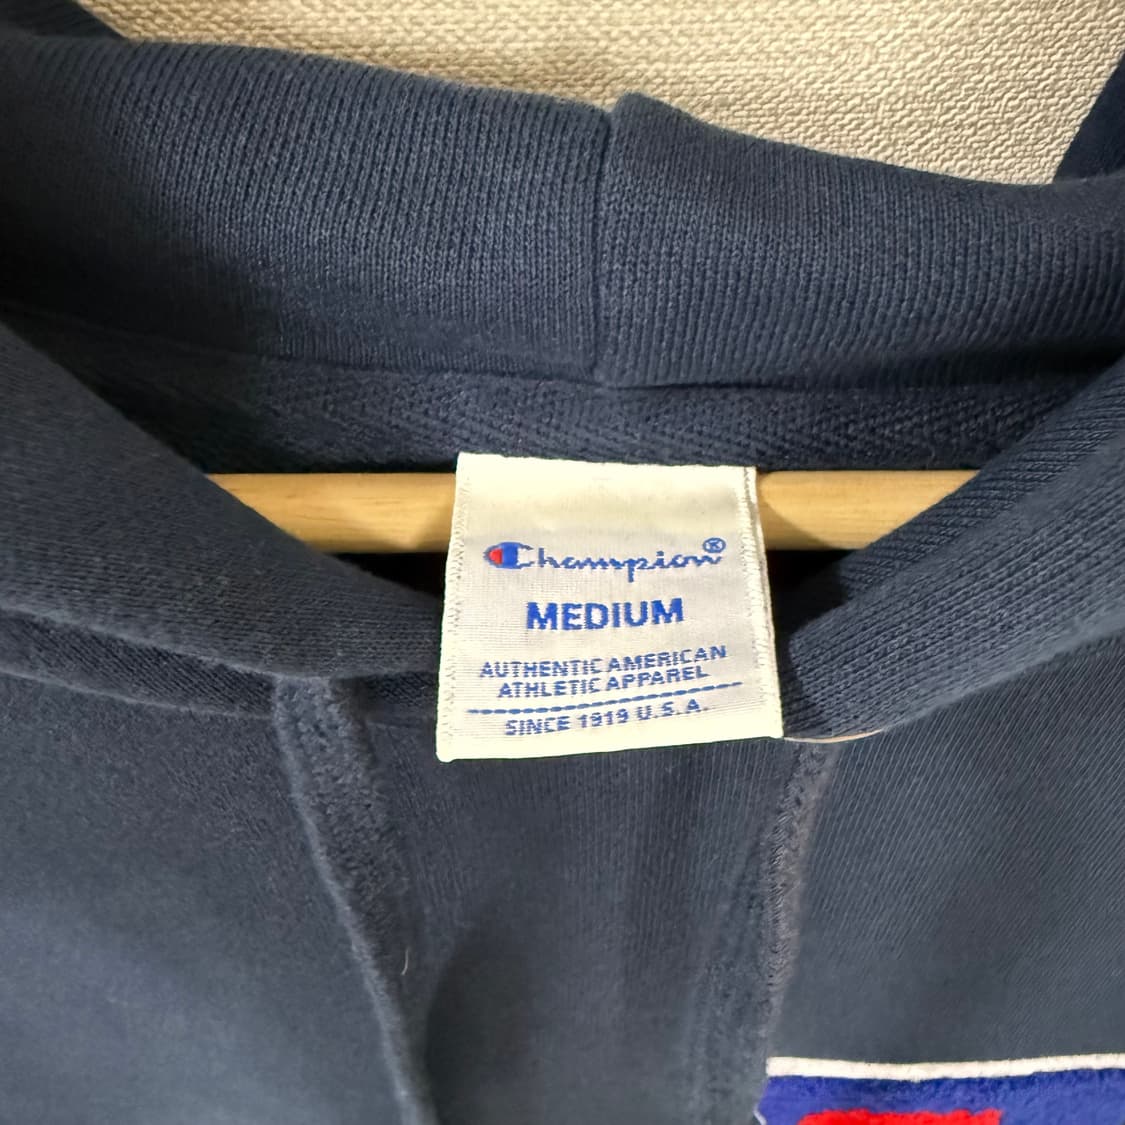 Champion®
MEDIUM
AUTHENTIC AMERICAN
ATHLETIC APPAREL
SINCE 1919 U.S.A.